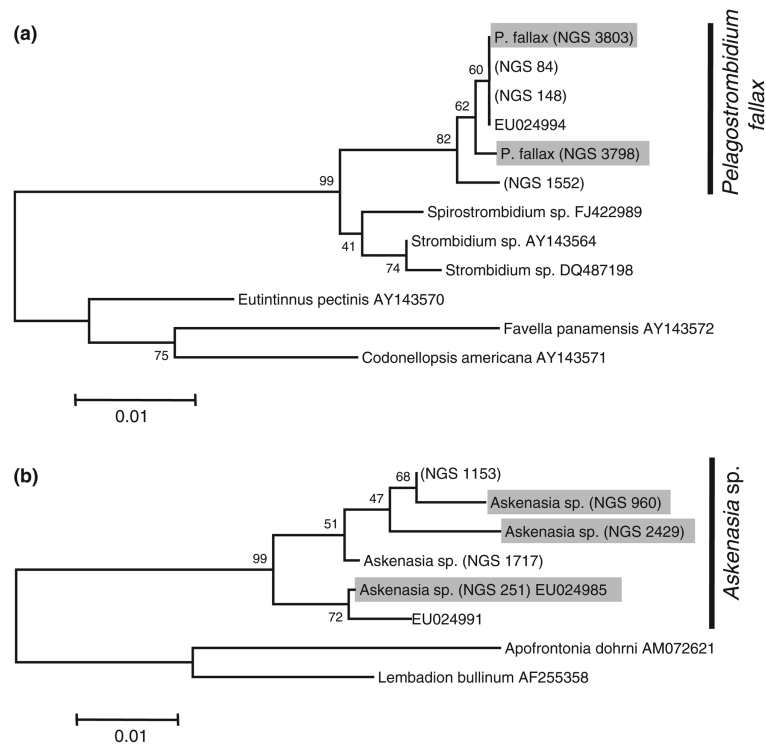 (a)
P. fallax (NGS 3803)
60
(NGS 84)
(NGS 148)
62
EU024994
82
P. fallax (NGS 3798)
99
(NGS 1552)
Pelagostrombidium
fallax
Spirostrombidium sp. FJ422989
41
Strombidium sp. AY143564
74
Strombidium sp. DQ487198
Eutintinnus pectinis AY143570
Favella panamensis AY143572
75
Codonellopsis americana AY143571
0.01
(b)
68
(NGS 1153)
47
Askenasia sp. (NGS 960)
51
Askenasia sp. (NGS 2429)
99
Askenasia sp. (NGS 1717)
Askenasia sp. (NGS 251) EU024985
72
EU024991
Askenasia sp.
Apofrontonia dohrni AM072621
Lembadion bullinum AF255358
0.01